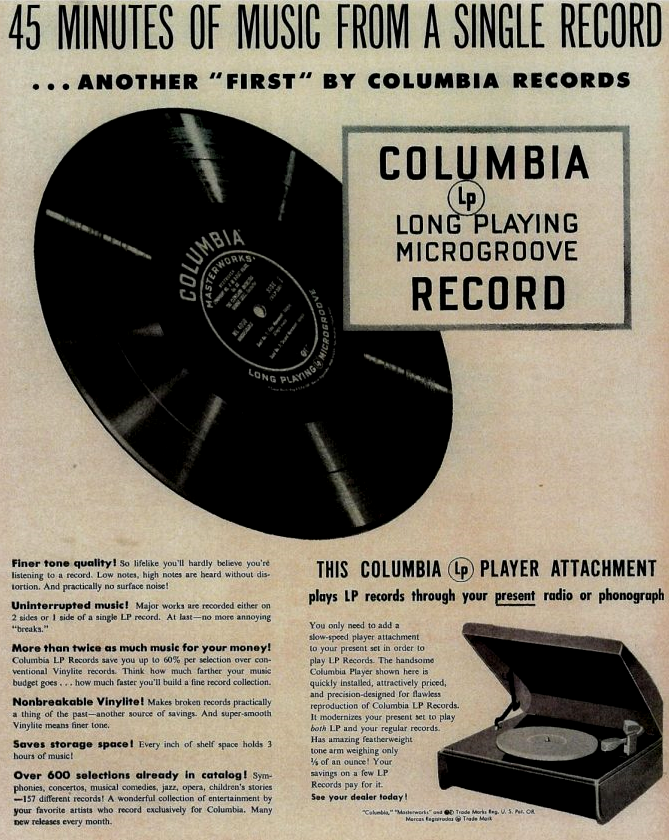 45 MINUTES OF MUSIC FROM A SINGLE RECORD
...ANOTHER "FIRST" BY COLUMBIA RECORDS
COLUMBIA
Lp
LONG PLAYING
MICROGROOVE
RECORD
COLUMBIA
MASTERWORKS
LONG PLAYING Lp MICROGROOVE
Finer tone quality! So lifelike you'll hardly believe you're
listening to a record. Low notes, high notes are heard without dis-
tortion. And practically no surface noise!
Uninterrupted music! Major works are recorded either on
2 sides or 1 side of a single LP record. At last—no more annoying
"breaks."
More than twice as much music for your money!
Columbia LP Records save you up to 60% per selection over con-
ventional Vinylite records. Think how much farther your music
budget goes . . . how much faster you'll build a fine record collection.
Nonbreakable Vinylite! Makes broken records practically
a thing of the past—another source of savings. And super-smooth
Vinylite means finer tone.
Saves storage space! Every inch of shelf space holds 3
hours of music!
Over 600 selections already in catalog! Sym-
phonies, concertos, musical comedies, jazz, opera, children's stories
—157 different records! A wonderful collection of entertainment by
your favorite artists who record exclusively for Columbia. Many
new releases every month.
THIS COLUMBIA Lp PLAYER ATTACHMENT
plays LP records through your present radio or phonograph
You only need to add a
slow-speed player attachment
to your present set in order to
play LP Records. The handsome
Columbia Player shown here is
quickly installed, attractively priced,
and precision-designed for flawless
reproduction of Columbia LP Records.
It modernizes your present set to play
both LP and your regular records.
Has amazing featherweight
tone arm weighing only
⅕ of an ounce! Your
savings on a few LP
Records pay for it.
See your dealer today!
"Columbia," "Masterworks" and Trade Marks Reg. U. S. Pat. Off.
Marcas Registradas Trade Mark